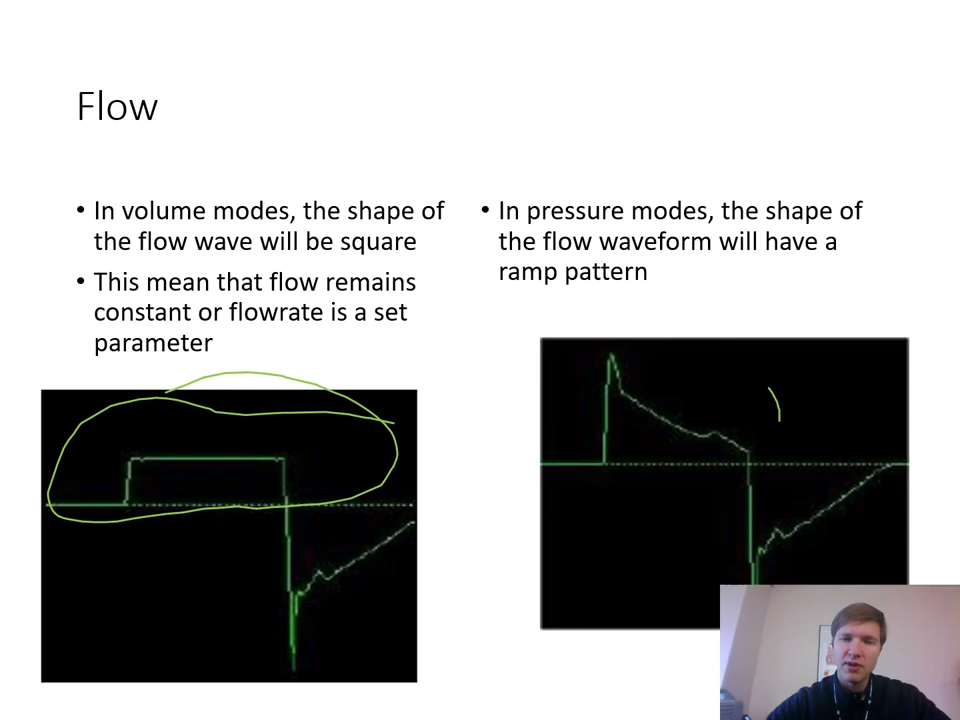 Flow
• In volume modes, the shape of
the flow wave will be square
• This mean that flow remains
constant or flowrate is a set
parameter
• In pressure modes, the shape of
the flow waveform will have a
ramp pattern